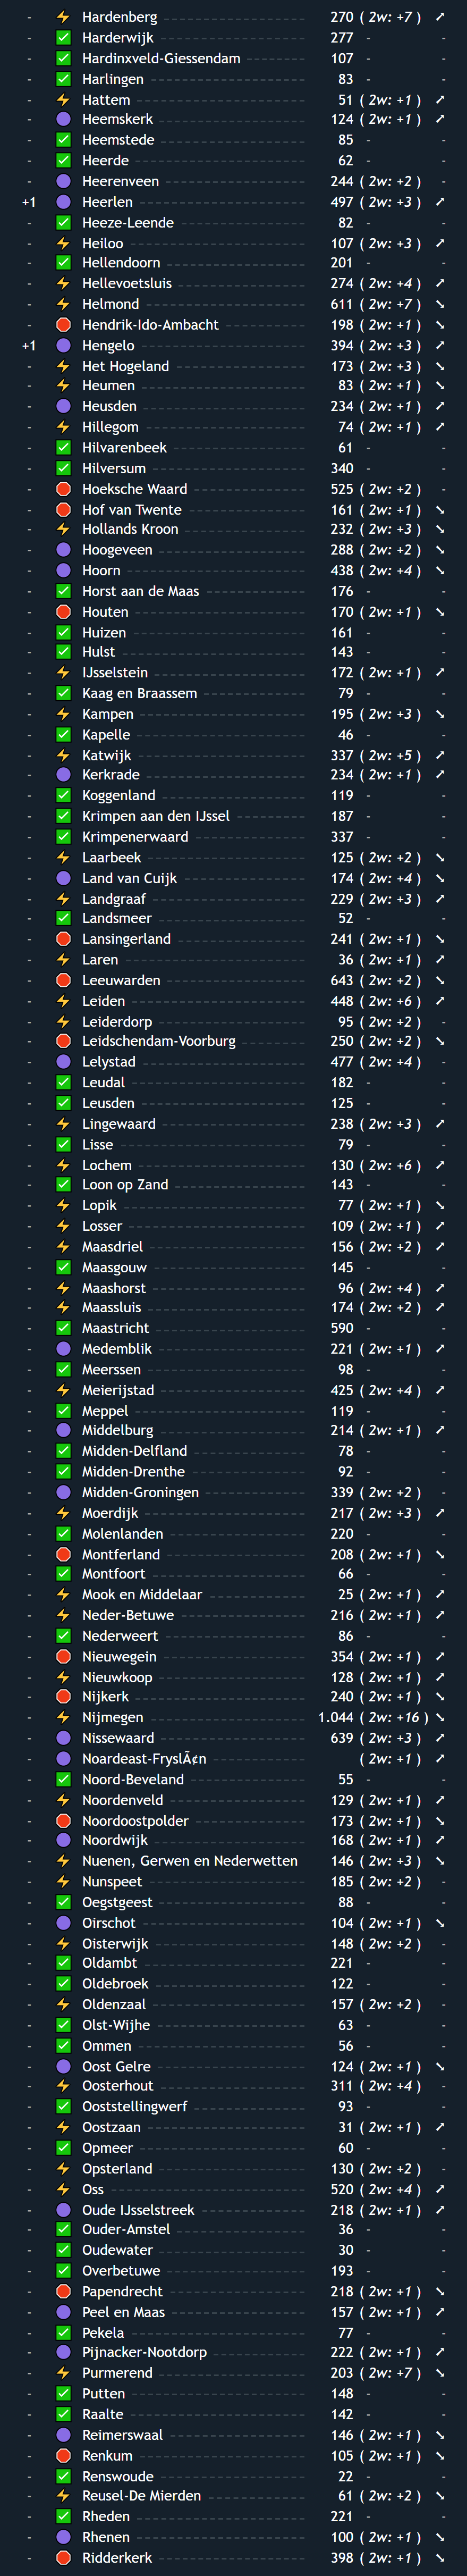 - ⚡ Hardenberg 270 ( 2w: +7 ) ↗
- ✅ Harderwijk 277 - -
- ✅ Hardinxveld-Giessendam 107 - -
- ✅ Harlingen 83 - -
- ⚡ Hattem 51 ( 2w: +1 ) ↗
- 🟣 Heemskerk 124 ( 2w: +1 ) ↗
- ✅ Heemstede 85 - -
- ✅ Heerde 62 - -
- 🟣 Heerenveen 244 ( 2w: +2 ) -
+1 🟣 Heerlen 497 ( 2w: +3 ) ↗
- ✅ Heeze-Leende 82 - -
- ⚡ Heiloo 107 ( 2w: +3 ) ↗
- ✅ Hellendoorn 201 - -
- ⚡ Hellevoetsluis 274 ( 2w: +4 ) ↗
- ⚡ Helmond 611 ( 2w: +7 ) ↘
- 🛑 Hendrik-Ido-Ambacht 198 ( 2w: +1 ) ↘
+1 🟣 Hengelo 394 ( 2w: +3 ) ↗
- ⚡ Het Hogeland 173 ( 2w: +3 ) ↘
- ⚡ Heumen 83 ( 2w: +1 ) ↘
- 🟣 Heusden 234 ( 2w: +1 ) ↗
- ⚡ Hillegom 74 ( 2w: +1 ) ↗
- ✅ Hilvarenbeek 61 - -
- ✅ Hilversum 340 - -
- 🛑 Hoeksche Waard 525 ( 2w: +2 ) -
- 🛑 Hof van Twente 161 ( 2w: +1 ) ↘
- ⚡ Hollands Kroon 232 ( 2w: +3 ) ↘
- 🟣 Hoogeveen 288 ( 2w: +2 ) ↘
- 🟣 Hoorn 438 ( 2w: +4 ) ↘
- ✅ Horst aan de Maas 176 - -
- 🛑 Houten 170 ( 2w: +1 ) ↘
- ✅ Huizen 161 - -
- ✅ Hulst 143 - -
- ⚡ IJsselstein 172 ( 2w: +1 ) ↗
- ✅ Kaag en Braassem 79 - -
- ⚡ Kampen 195 ( 2w: +3 ) ↘
- ✅ Kapelle 46 - -
- ⚡ Katwijk 337 ( 2w: +5 ) ↗
- 🟣 Kerkrade 234 ( 2w: +1 ) ↗
- ✅ Koggenland 119 - -
- ✅ Krimpen aan den IJssel 187 - -
- ✅ Krimpenerwaard 337 - -
- ⚡ Laarbeek 125 ( 2w: +2 ) ↘
- 🟣 Land van Cuijk 174 ( 2w: +4 ) ↘
- ⚡ Landgraaf 229 ( 2w: +3 ) ↗
- ✅ Landsmeer 52 - -
- 🛑 Lansingerland 241 ( 2w: +1 ) ↘
- ⚡ Laren 36 ( 2w: +1 ) ↗
- 🛑 Leeuwarden 643 ( 2w: +2 ) ↘
- ⚡ Leiden 448 ( 2w: +6 ) ↗
- ⚡ Leiderdorp 95 ( 2w: +2 ) -
- 🛑 Leidschendam-Voorburg 250 ( 2w: +2 ) ↘
- 🟣 Lelystad 477 ( 2w: +4 ) -
- ✅ Leudal 182 - -
- ✅ Leusden 125 - -
- ⚡ Lingewaard 238 ( 2w: +3 ) ↗
- ✅ Lisse 79 - -
- ⚡ Lochem 130 ( 2w: +6 ) ↗
- ✅ Loon op Zand 143 - -
- ⚡ Lopik 77 ( 2w: +1 ) ↘
- ⚡ Losser 109 ( 2w: +1 ) ↗
- ⚡ Maasdriel 156 ( 2w: +2 ) ↗
- ✅ Maasgouw 145 - -
- ⚡ Maashorst 96 ( 2w: +4 ) ↗
- ⚡ Maassluis 174 ( 2w: +2 ) ↗
- ✅ Maastricht 590 - -
- 🟣 Medemblik 221 ( 2w: +1 ) ↗
- ✅ Meerssen 98 - -
- ⚡ Meierijstad 425 ( 2w: +4 ) ↗
- ✅ Meppel 119 - -
- 🟣 Middelburg 214 ( 2w: +1 ) ↗
- ✅ Midden-Delfland 78 - -
- ✅ Midden-Drenthe 92 - -
- 🟣 Midden-Groningen 339 ( 2w: +2 ) -
- ⚡ Moerdijk 217 ( 2w: +3 ) ↗
- ✅ Molenlanden 220 - -
- 🛑 Montferland 208 ( 2w: +1 ) ↘
- ✅ Montfoort 66 - -
- ⚡ Mook en Middelaar 25 ( 2w: +1 ) ↗
- ⚡ Neder-Betuwe 216 ( 2w: +1 ) ↗
- ✅ Nederweert 86 - -
- 🛑 Nieuwegein 354 ( 2w: +1 ) ↗
- ⚡ Nieuwkoop 128 ( 2w: +1 ) ↗
- 🛑 Nijkerk 240 ( 2w: +1 ) ↘
- ⚡ Nijmegen 1.044 ( 2w: +16 ) ↘
- 🟣 Nissewaard 639 ( 2w: +3 ) ↗
- 🟣 Noardeast-FryslÃ¢n ( 2w: +1 ) ↗
- ✅ Noord-Beveland 55 - -
- ⚡ Noordenveld 129 ( 2w: +1 ) ↗
- 🛑 Noordoostpolder 173 ( 2w: +1 ) ↘
- 🟣 Noordwijk 168 ( 2w: +1 ) ↗
- ⚡ Nuenen, Gerwen en Nederwetten 146 ( 2w: +3 ) ↘
- ⚡ Nunspeet 185 ( 2w: +2 ) -
- ✅ Oegstgeest 88 - -
- 🟣 Oirschot 104 ( 2w: +1 ) ↘
- ⚡ Oisterwijk 148 ( 2w: +2 ) -
- ✅ Oldambt 221 - -
- ✅ Oldebroek 122 - -
- ⚡ Oldenzaal 157 ( 2w: +2 ) ↗
- ✅ Olst-Wijhe 63 - -
- ✅ Ommen 56 - -
- 🟣 Oost Gelre 124 ( 2w: +1 ) ↘
- ⚡ Oosterhout 311 ( 2w: +4 ) -
- ✅ Ooststellingwerf 93 - -
- ⚡ Oostzaan 31 ( 2w: +1 ) ↗
- ✅ Opmeer 60 - -
- ⚡ Opsterland 130 ( 2w: +2 ) -
- ⚡ Oss 520 ( 2w: +4 ) ↗
- 🟣 Oude IJsselstreek 218 ( 2w: +1 ) ↗
- ✅ Ouder-Amstel 36 - -
- ✅ Oudewater 30 - -
- ✅ Overbetuwe 193 - -
- 🛑 Papendrecht 218 ( 2w: +1 ) ↘
- 🟣 Peel en Maas 157 ( 2w: +1 ) ↗
- ✅ Pekela 77 - -
- 🟣 Pijnacker-Nootdorp 222 ( 2w: +1 ) ↗
- ⚡ Purmerend 203 ( 2w: +7 ) ↘
- ✅ Putten 148 - -
- ✅ Raalte 142 - -
- 🟣 Reimerswaal 146 ( 2w: +1 ) ↘
- 🛑 Renkum 105 ( 2w: +1 ) ↘
- ✅ Renswoude 22 - -
- ⚡ Reusel-De Mierden 61 ( 2w: +2 ) ↘
- ✅ Rheden 221 - -
- 🟣 Rhenen 100 ( 2w: +1 ) ↘
- 🛑 Ridderkerk 398 ( 2w: +1 ) ↘